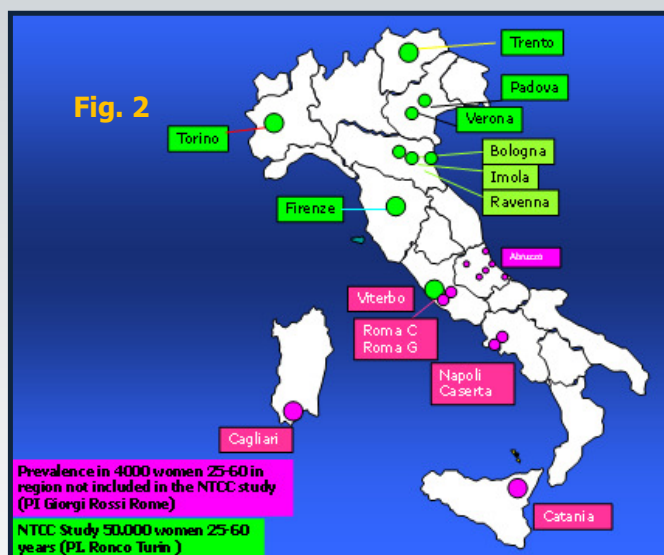 Fig. 2
Trento
Padova
Torino
Verona
Bologna
Imola
Ravenna
Firenze
Abruzzo
Viterbo
Roma C
Roma G
Napoli
Caserta
Cagliari
Catania
Prevalence in 4000 women 25-60 in
region not included in the NTCC study
(PI Giorgi Rossi Rome)
NTCC Study 50.000 women 25-60
years (PI. Ronco Turin )